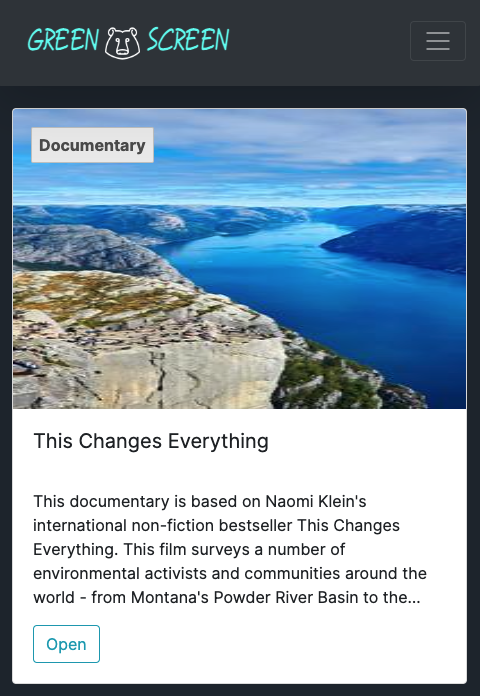 GREEN SCREEN
Documentary
This Changes Everything
This documentary is based on Naomi Klein's
international non-fiction bestseller This Changes
Everything. This film surveys a number of
environmental activists and communities around the
world - from Montana's Powder River Basin to the...
Open